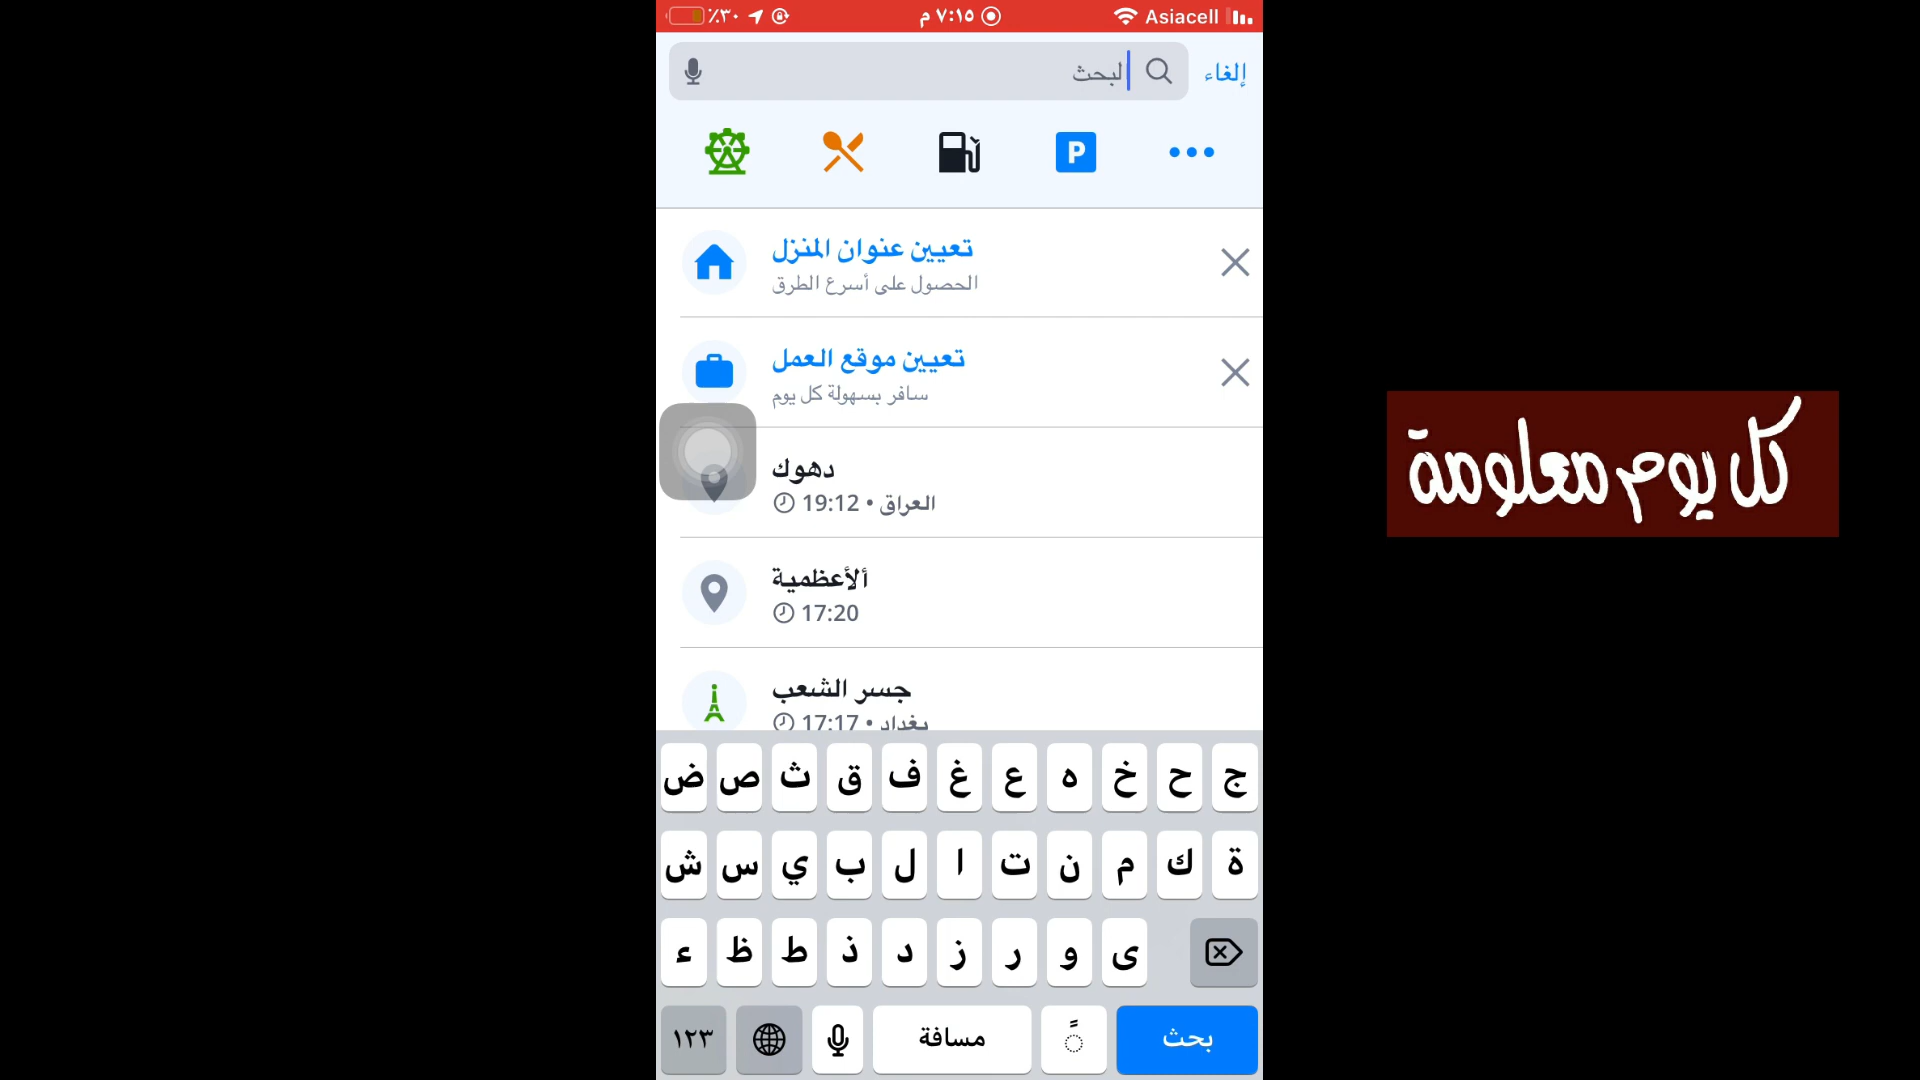 ٪٣٠ ٧:١٥ م Asiacell
إلغاء
البحث
P
تعيين عنوان المنزل
الحصول على أسرع الطرق
تعيين موقع العمل
سافر بسهولة كل يوم
دهوك
19:12 • العراق
ألأعظمية
17:20
جسر الشعب
17:17 • بغداد
كل يوم معلومة
ض ص ث ق ف غ ع ه خ ح ج
ش س ي ب ل ا ت ن م ك ة
ء ظ ط ذ د ز ر و ى
١٢٣ مسافة بحث